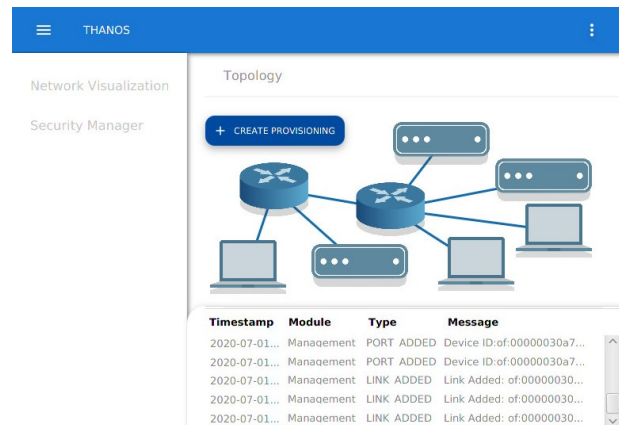 THANOS
Network Visualization
Security Manager
Topology
+ CREATE PROVISIONING
Timestamp Module Type Message
2020-07-01... Management PORT ADDED Device ID:of:00000030a7...
2020-07-01... Management PORT ADDED Device ID:of:00000030a7...
2020-07-01... Management LINK ADDED Link Added: of:00000030...
2020-07-01... Management LINK ADDED Link Added: of:00000030...
2020-07-01... Management LINK ADDED Link Added: of:00000030...